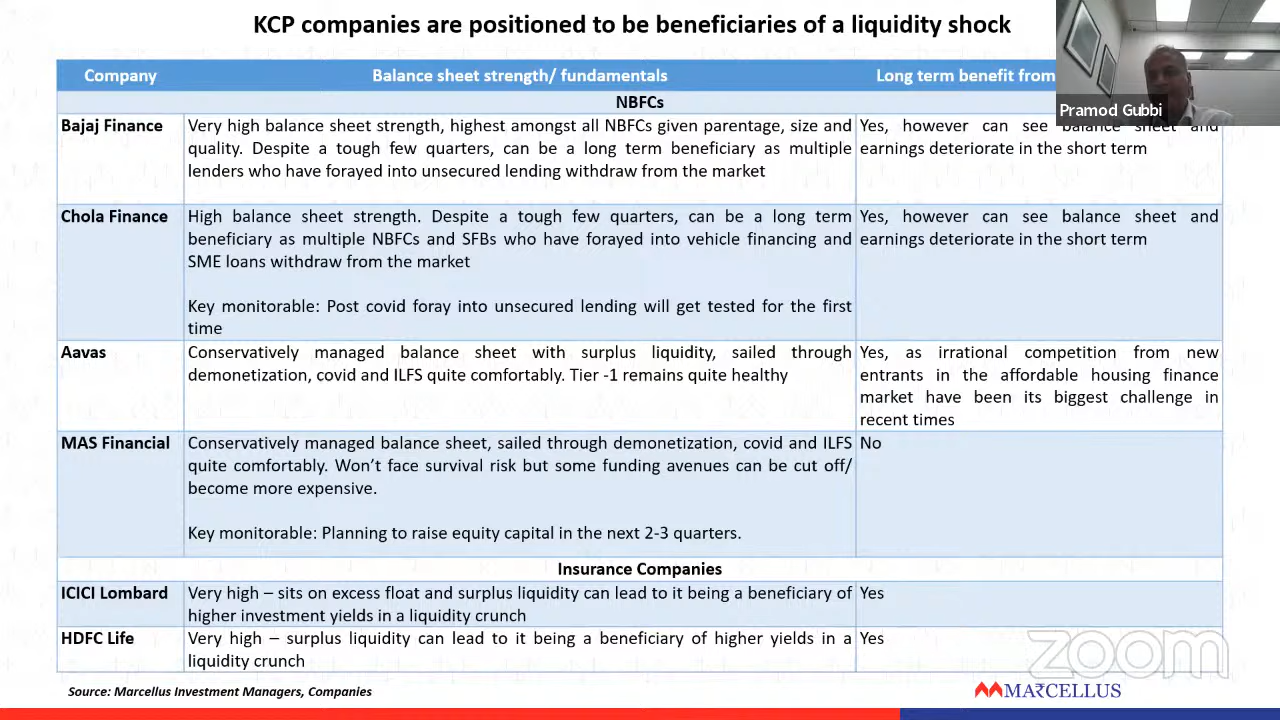 KCP companies are positioned to be beneficiaries of a liquidity shock
Pramod Gubbi
Company
Balance sheet strength/ fundamentals
Long term benefit from
NBFCs
Bajaj Finance
Very high balance sheet strength, highest amongst all NBFCs given parentage, size and
quality. Despite a tough few quarters, can be a long term beneficiary as multiple
lenders who have forayed into unsecured lending withdraw from the market
Yes, however can see balance sheet and
earnings deteriorate in the short term
Chola Finance
High balance sheet strength. Despite a tough few quarters, can be a long term
beneficiary as multiple NBFCs and SFBs who have forayed into vehicle financing and
SME loans withdraw from the market
Key monitorable: Post covid foray into unsecured lending will get tested for the first
time
Yes, however can see balance sheet and
earnings deteriorate in the short term
Aavas
Conservatively managed balance sheet with surplus liquidity, sailed through
demonetization, covid and ILFS quite comfortably. Tier -1 remains quite healthy
Yes, as irrational competition from new
entrants in the affordable housing finance
market have been its biggest challenge in
recent times
MAS Financial
Conservatively managed balance sheet, sailed through demonetization, covid and ILFS
quite comfortably. Won't face survival risk but some funding avenues can be cut off/
become more expensive.
Key monitorable: Planning to raise equity capital in the next 2-3 quarters.
No
Insurance Companies
ICICI Lombard
Very high – sits on excess float and surplus liquidity can lead to it being a beneficiary of
higher investment yields in a liquidity crunch
Yes
HDFC Life
Very high – surplus liquidity can lead to it being a beneficiary of higher yields in a
liquidity crunch
Yes
zoom
Source: Marcellus Investment Managers, Companies
MARCELLUS